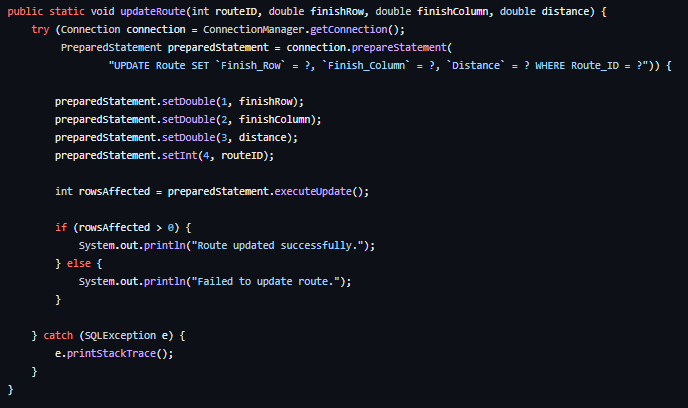 public static void updateRoute(int routeID, double finishRow, double finishColumn, double distance) {
    try (Connection connection = ConnectionManager.getConnection();
         PreparedStatement preparedStatement = connection.prepareStatement(
                 "UPDATE Route SET `Finish_Row` = ?, `Finish_Column` = ?, `Distance` = ? WHERE Route_ID = ?")) {

        preparedStatement.setDouble(1, finishRow);
        preparedStatement.setDouble(2, finishColumn);
        preparedStatement.setDouble(3, distance);
        preparedStatement.setInt(4, routeID);

        int rowsAffected = preparedStatement.executeUpdate();

        if (rowsAffected > 0) {
            System.out.println("Route updated successfully.");
        } else {
            System.out.println("Failed to update route.");
        }

    } catch (SQLException e) {
        e.printStackTrace();
    }
}